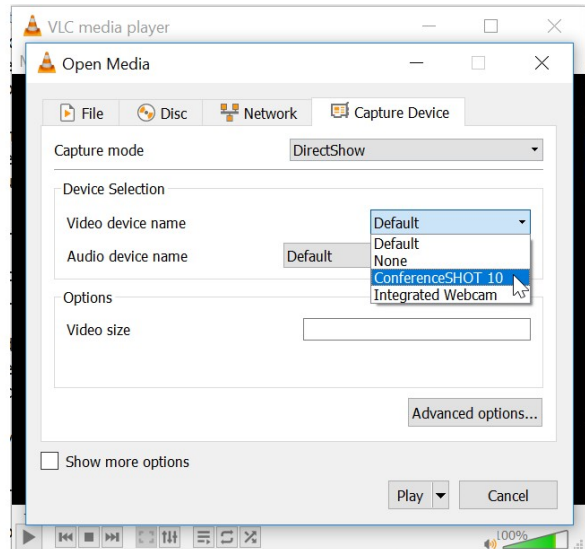 VLC media player
Open Media
File Disc Network Capture Device
Capture mode DirectShow
Device Selection
Video device name Default
Default
None
ConferenceSHOT 10
Integrated Webcam
Audio device name Default
Options
Video size
Advanced options...
Show more options
Play Cancel
100%